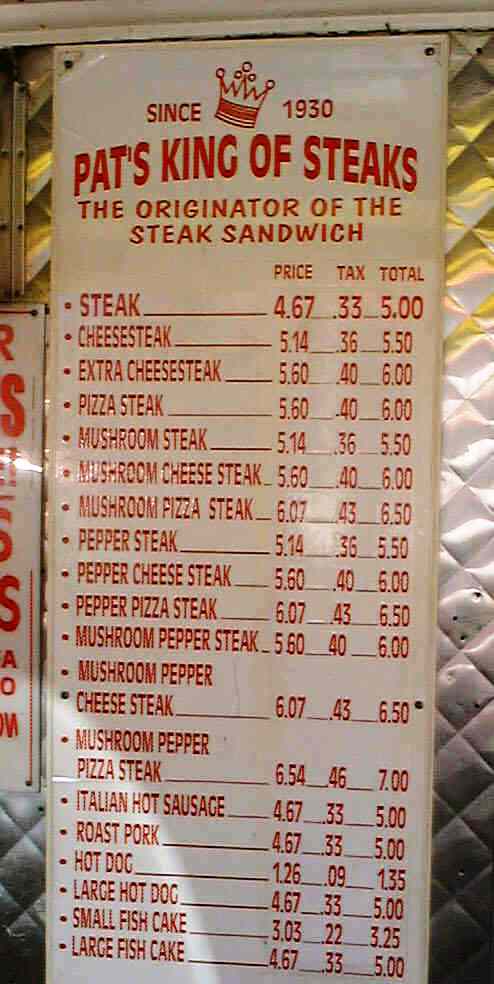 SINCE 1930
PAT'S KING OF STEAKS
THE ORIGINATOR OF THE
STEAK SANDWICH
PRICE TAX TOTAL
• STEAK 4.67 .33 5.00
• CHEESESTEAK 5.14 .36 5.50
• EXTRA CHEESESTEAK 5.60 .40 6.00
• PIZZA STEAK 5.60 .40 6.00
• MUSHROOM STEAK 5.14 .36 5.50
• MUSHROOM CHEESE STEAK 5.60 .40 6.00
• MUSHROOM PIZZA STEAK 6.07 .43 6.50
• PEPPER STEAK 5.14 .36 5.50
• PEPPER CHEESE STEAK 5.60 .40 6.00
• PEPPER PIZZA STEAK 6.07 .43 6.50
• MUSHROOM PEPPER STEAK 5.60 .40 6.00
• MUSHROOM PEPPER
CHEESE STEAK 6.07 .43 6.50
• MUSHROOM PEPPER
PIZZA STEAK 6.54 .46 7.00
• ITALIAN HOT SAUSAGE 4.67 .33 5.00
• ROAST PORK 4.67 .33 5.00
• HOT DOG 1.26 .09 1.35
• LARGE HOT DOG 4.67 .33 5.00
• SMALL FISH CAKE 3.03 .22 3.25
• LARGE FISH CAKE 4.67 .33 5.00